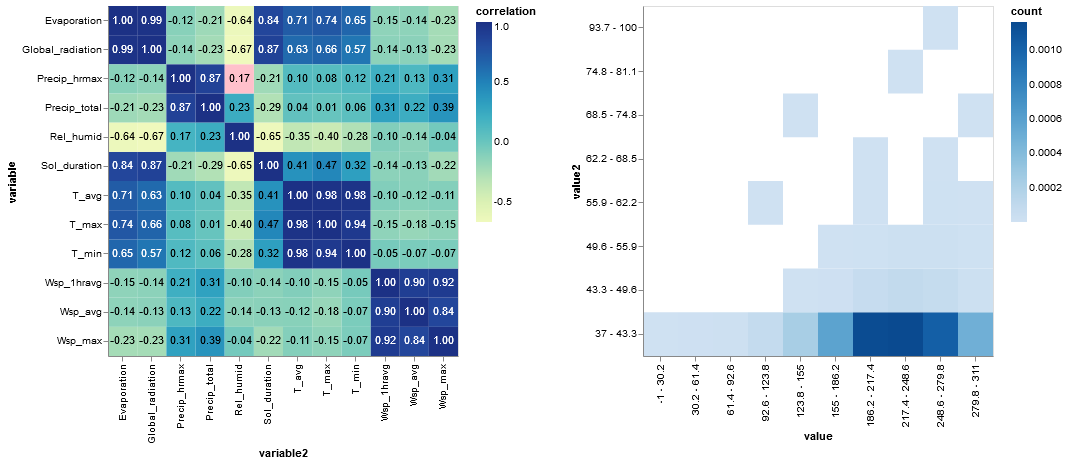 correlation
Evaporation 1.00 0.99 -0.12 -0.21 -0.64 0.84 0.71 0.74 0.65 -0.15 -0.14 -0.23
Global_radiation 0.99 1.00 -0.14 -0.23 -0.67 0.87 0.63 0.66 0.57 -0.14 -0.13 -0.23
Precip_hrmax -0.12 -0.14 1.00 0.87 0.17 -0.21 0.10 0.08 0.12 0.21 0.13 0.31
Precip_total -0.21 -0.23 0.87 1.00 0.23 -0.29 0.04 0.01 0.06 0.31 0.22 0.39
Rel_humid -0.64 -0.67 0.17 0.23 1.00 -0.65 -0.35 -0.40 -0.28 -0.10 -0.14 -0.04
Sol_duration 0.84 0.87 -0.21 -0.29 -0.65 1.00 0.41 0.47 0.32 -0.14 -0.13 -0.22
T_avg 0.71 0.63 0.10 0.04 -0.35 0.41 1.00 0.98 0.98 -0.10 -0.12 -0.11
T_max 0.74 0.66 0.08 0.01 -0.40 0.47 0.98 1.00 0.94 -0.15 -0.18 -0.15
T_min 0.65 0.57 0.12 0.06 -0.28 0.32 0.98 0.94 1.00 -0.05 -0.07 -0.07
Wsp_1hravg -0.15 -0.14 0.21 0.31 -0.10 -0.14 -0.10 -0.15 -0.05 1.00 0.90 0.92
Wsp_avg -0.14 -0.13 0.13 0.22 -0.14 -0.13 -0.12 -0.18 -0.07 0.90 1.00 0.84
Wsp_max -0.23 -0.23 0.31 0.39 -0.04 -0.22 -0.11 -0.15 -0.07 0.92 0.84 1.00
variable
Evaporation
Global_radiation
Precip_hrmax
Precip_total
Rel_humid
Sol_duration
T_avg
T_max
T_min
Wsp_1hravg
Wsp_avg
Wsp_max
variable2
1.0
0.5
0.0
-0.5
value2
93.7 - 100
74.8 - 81.1
68.5 - 74.8
62.2 - 68.5
55.9 - 62.2
49.6 - 55.9
43.3 - 49.6
37 - 43.3
-1 - 30.2
30.2 - 61.4
61.4 - 92.6
92.6 - 123.8
123.8 - 155
155 - 186.2
186.2 - 217.4
217.4 - 248.6
248.6 - 279.8
279.8 - 311
value
count
0.0010
0.0008
0.0006
0.0004
0.0002